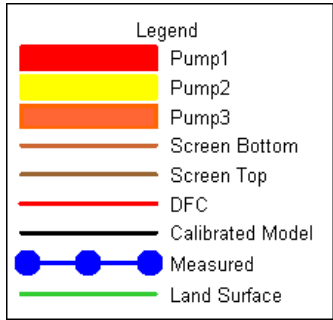 Legend
Pump1
Pump2
Pump3
Screen Bottom
Screen Top
DFC
Calibrated Model
Measured
Land Surface